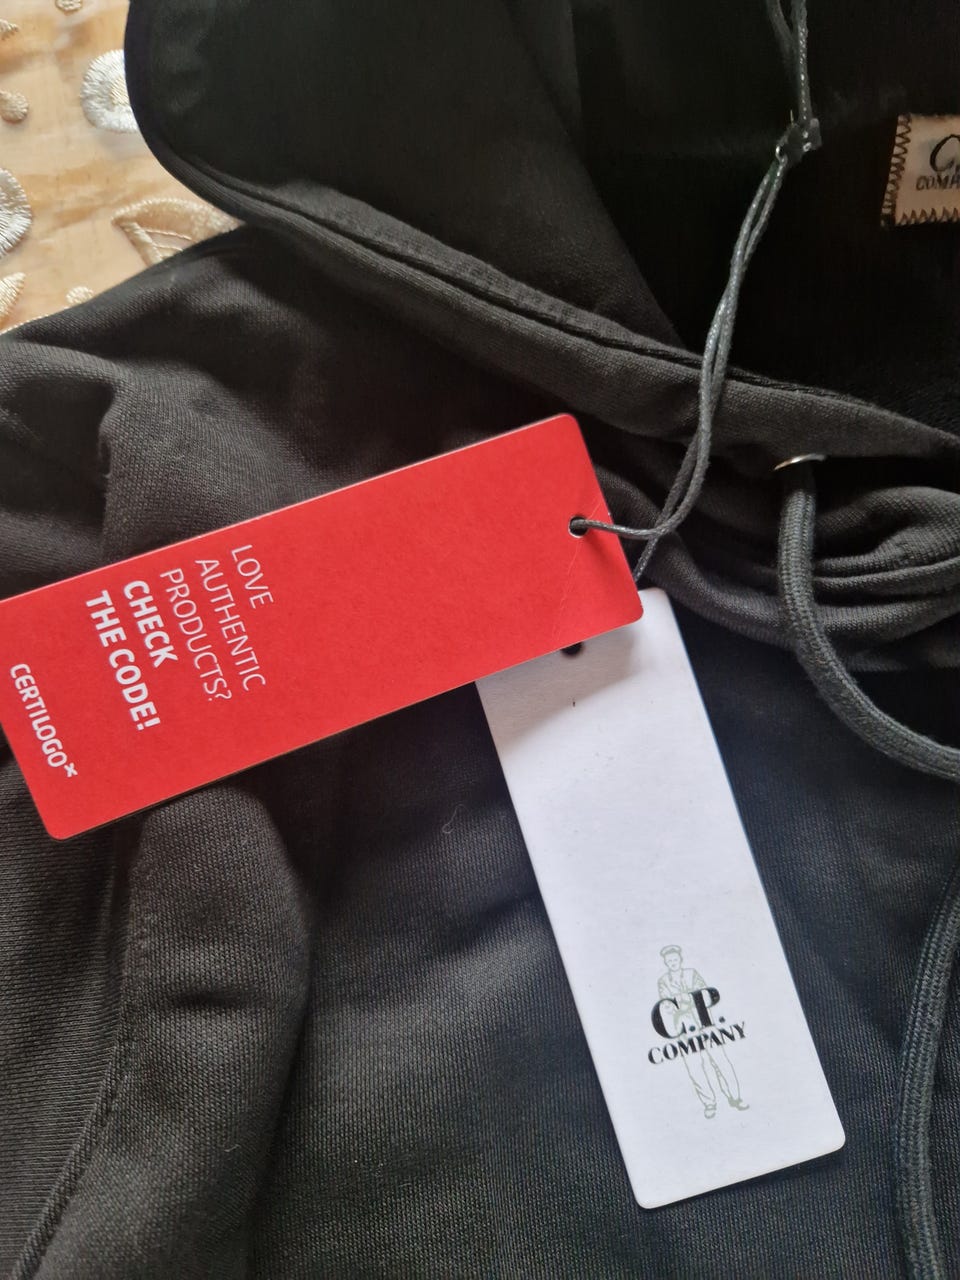 LOVE
AUTHENTIC
PRODUCTS?
CHECK
THE CODE!
CERTILOGO
C.P.
COMPANY